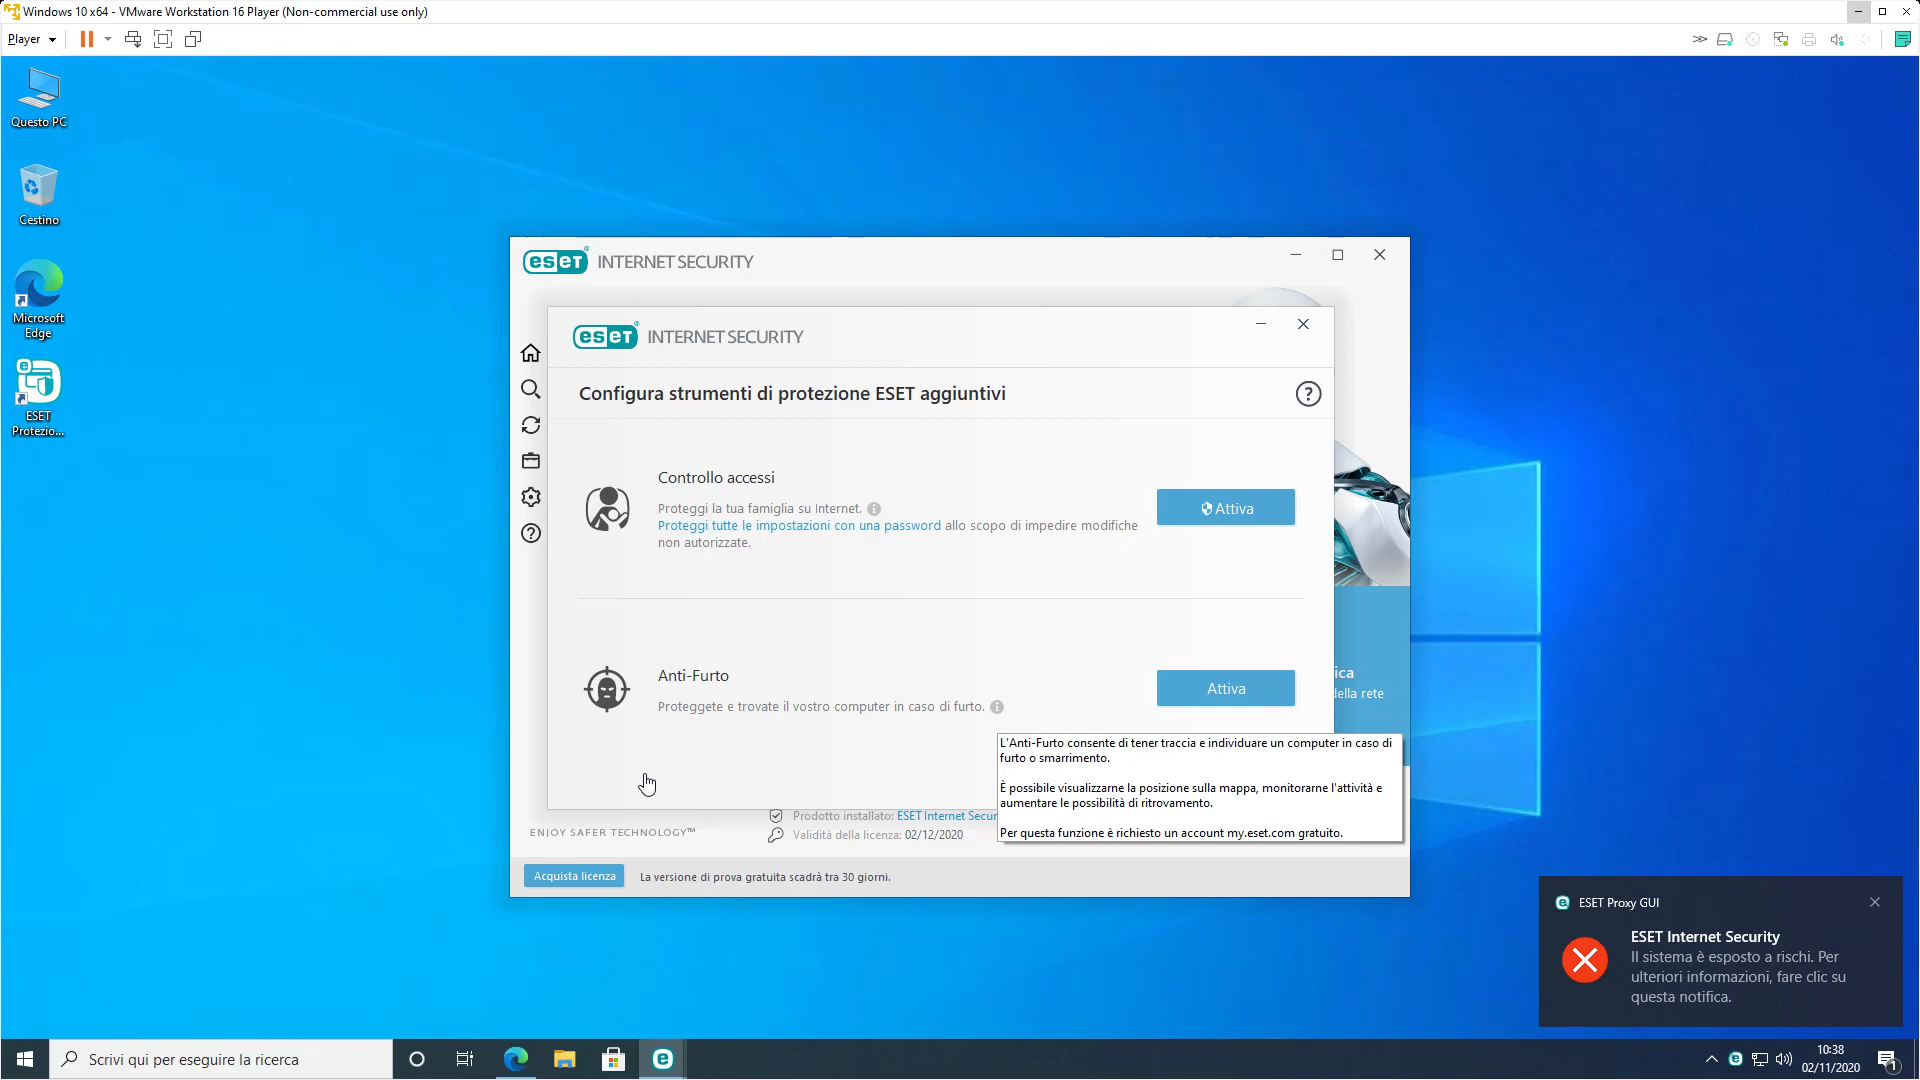 Windows 10 x64 - VMware Workstation 16 Player (Non-commercial use only)
Player
Questo PC
Cestino
Microsoft
Edge
ESET
Protezio...
eset INTERNET SECURITY
eset INTERNET SECURITY
Configura strumenti di protezione ESET aggiuntivi
Controllo accessi
Proteggi la tua famiglia su Internet.
Proteggi tutte le impostazioni con una password allo scopo di impedire modifiche
non autorizzate.
Attiva
Anti-Furto
Proteggete e trovate il vostro computer in caso di furto.
Attiva
ica
della rete
L'Anti-Furto consente di tener traccia e individuare un computer in caso di
furto o smarrimento.
È possibile visualizzarne la posizione sulla mappa, monitorarne l'attività e
aumentare le possibilità di ritrovamento.
Per questa funzione è richiesto un account my.eset.com gratuito.
ENJOY SAFER TECHNOLOGY™
Prodotto installato: ESET Internet Secur
Validità della licenza: 02/12/2020
Acquista licenza
La versione di prova gratuita scadrà tra 30 giorni.
ESET Proxy GUI
ESET Internet Security
Il sistema è esposto a rischi. Per
ulteriori informazioni, fare clic su
questa notifica.
Scrivi qui per eseguire la ricerca
10:38
02/11/2020
1